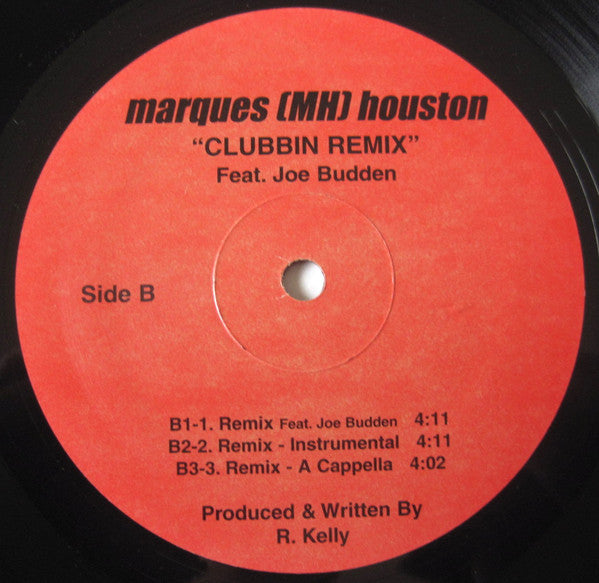 marques (MH) houston
“CLUBBIN REMIX”
Feat. Joe Budden
Side B
B1-1. Remix Feat. Joe Budden 4:11
B2-2. Remix - Instrumental 4:11
B3-3. Remix - A Cappella 4:02
Produced & Written By
R. Kelly